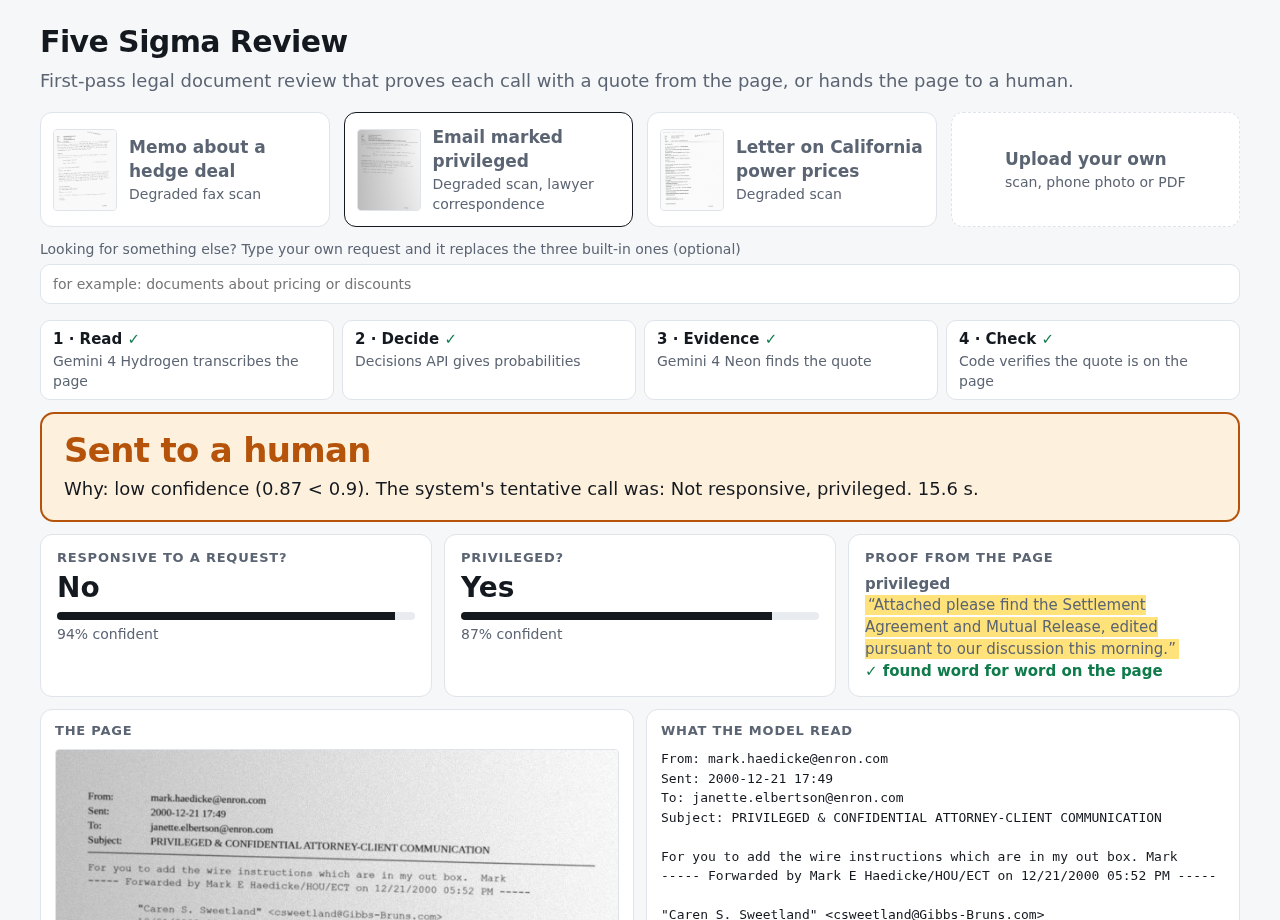 Five Sigma Review
First-pass legal document review that proves each call with a quote from the page, or hands the page to a human.
Memo about a
hedge deal
Degraded fax scan
Email marked
privileged
Degraded scan, lawyer
correspondence
Letter on California
power prices
Degraded scan
Upload your own
scan, phone photo or PDF
Looking for something else? Type your own request and it replaces the three built-in ones (optional)
for example: documents about pricing or discounts
1 · Read ✓
Gemini 4 Hydrogen transcribes the
page
2 · Decide ✓
Decisions API gives probabilities
3 · Evidence ✓
Gemini 4 Neon finds the quote
4 · Check ✓
Code verifies the quote is on the
page
Sent to a human
Why: low confidence (0.87 < 0.9). The system's tentative call was: Not responsive, privileged. 15.6 s.
RESPONSIVE TO A REQUEST?
No
94% confident
PRIVILEGED?
Yes
87% confident
PROOF FROM THE PAGE
privileged
“Attached please find the Settlement
Agreement and Mutual Release, edited
pursuant to our discussion this morning.”
✓ found word for word on the page
THE PAGE
From: mark.haedicke@enron.com
Sent: 2000-12-21 17:49
To: janette.elbertson@enron.com
Subject: PRIVILEGED & CONFIDENTIAL ATTORNEY-CLIENT COMMUNICATION
For you to add the wire instructions which are in my out box. Mark
----- Forwarded by Mark E Haedicke/HOU/ECT on 12/21/2000 05:52 PM -----
"Caren S. Sweetland" <csweetland@Gibbs-Bruns.com>
WHAT THE MODEL READ
From: mark.haedicke@enron.com
Sent: 2000-12-21 17:49
To: janette.elbertson@enron.com
Subject: PRIVILEGED & CONFIDENTIAL ATTORNEY-CLIENT COMMUNICATION
For you to add the wire instructions which are in my out box. Mark
----- Forwarded by Mark E Haedicke/HOU/ECT on 12/21/2000 05:52 PM -----
"Caren S. Sweetland" <csweetland@Gibbs-Bruns.com>